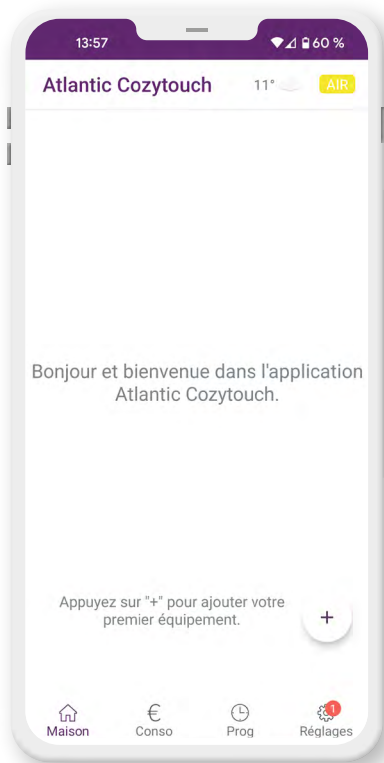 13:57 60 %
Atlantic Cozytouch 11° AIR
Bonjour et bienvenue dans l'application
Atlantic Cozytouch.
Appuyez sur "+" pour ajouter votre
premier équipement.
+
€ 1
Maison Conso Prog Réglages